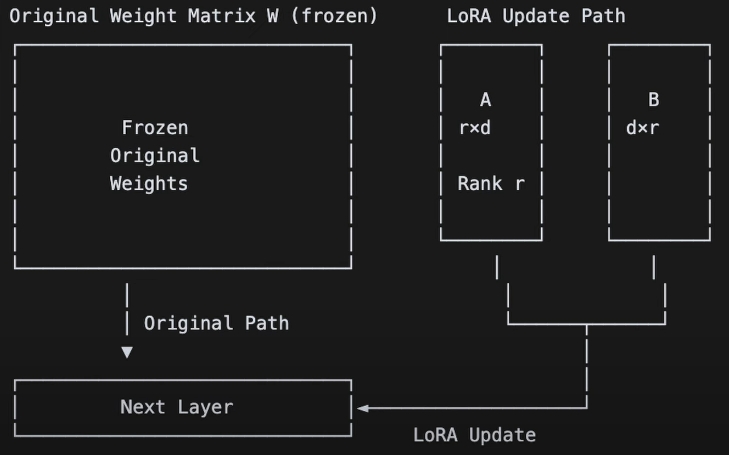 Original Weight Matrix W (frozen)
LoRA Update Path
Frozen
Original
Weights
A
r×d
Rank r
B
d×r
Original Path
Next Layer
LoRA Update